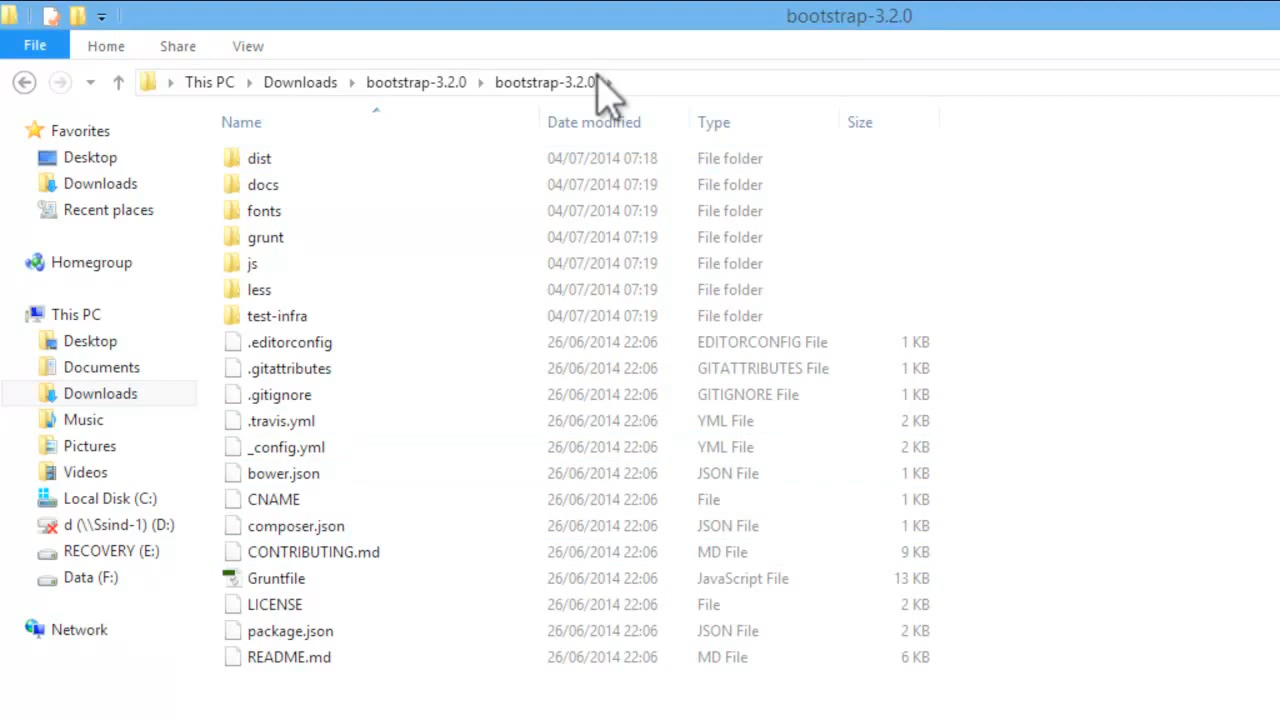 bootstrap-3.2.0
File Home Share View
This PC Downloads bootstrap-3.2.0 bootstrap-3.2.0
Name Date modified Type Size
Favorites
Desktop
Downloads
Recent places
Homegroup
This PC
Desktop
Documents
Downloads
Music
Pictures
Videos
Local Disk (C:)
d (\\Ssind-1) (D:)
RECOVERY (E:)
Data (F:)
Network
dist 04/07/2014 07:18 File folder
docs 04/07/2014 07:19 File folder
fonts 04/07/2014 07:19 File folder
grunt 04/07/2014 07:19 File folder
js 04/07/2014 07:19 File folder
less 04/07/2014 07:19 File folder
test-infra 04/07/2014 07:19 File folder
.editorconfig 26/06/2014 22:06 EDITORCONFIG File 1 KB
.gitattributes 26/06/2014 22:06 GITATTRIBUTES File 1 KB
.gitignore 26/06/2014 22:06 GITIGNORE File 1 KB
.travis.yml 26/06/2014 22:06 YML File 2 KB
_config.yml 26/06/2014 22:06 YML File 2 KB
bower.json 26/06/2014 22:06 JSON File 1 KB
CNAME 26/06/2014 22:06 File 1 KB
composer.json 26/06/2014 22:06 JSON File 1 KB
CONTRIBUTING.md 26/06/2014 22:06 MD File 9 KB
Gruntfile 26/06/2014 22:06 JavaScript File 13 KB
LICENSE 26/06/2014 22:06 File 2 KB
package.json 26/06/2014 22:06 JSON File 2 KB
README.md 26/06/2014 22:06 MD File 6 KB